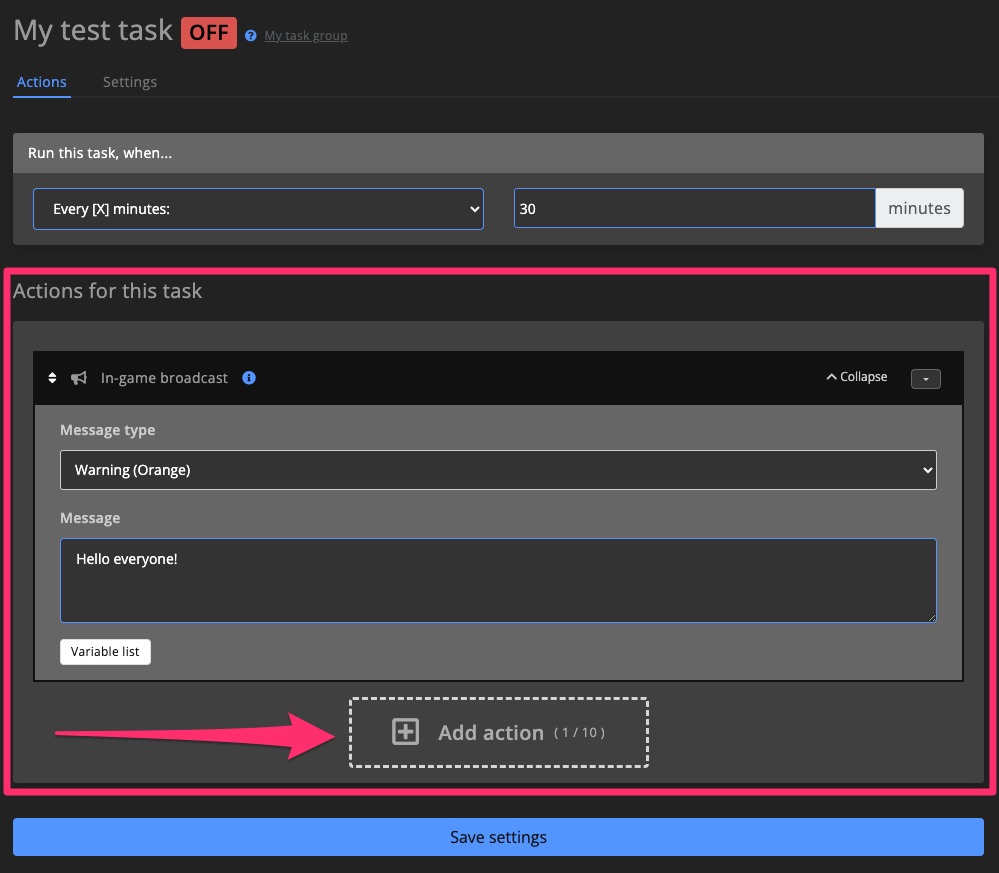 My test task OFF ? My task group
Actions Settings
Run this task, when...
Every [X] minutes: 30 minutes
Actions for this task
In-game broadcast i Collapse
Message type
Warning (Orange)
Message
Hello everyone!
Variable list
Add action ( 1 / 10 )
Save settings